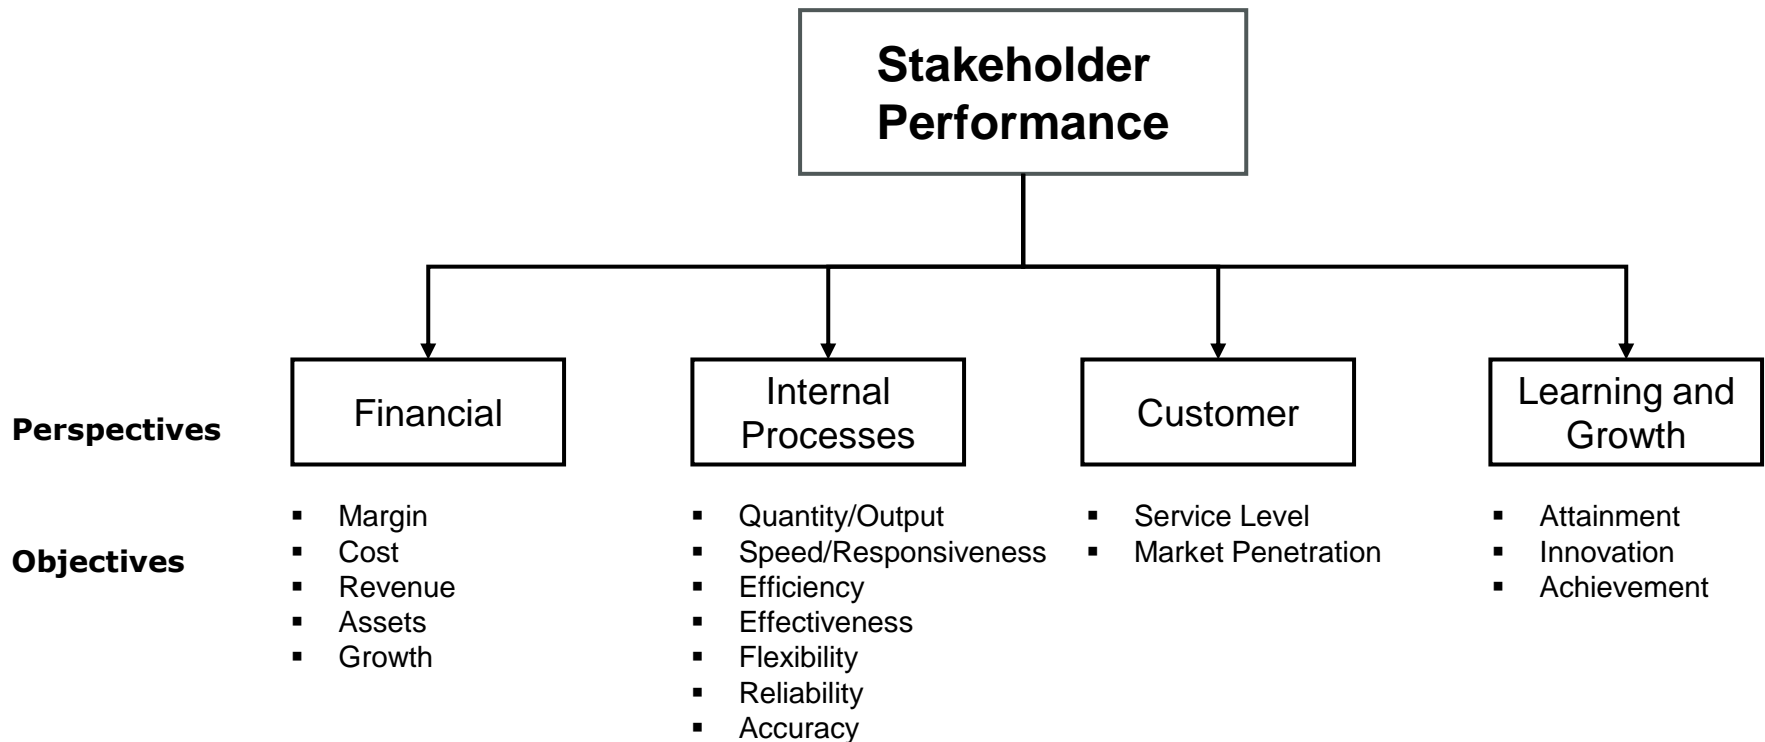 Stakeholder
Performance
Perspectives
Financial
Internal
Processes
Customer
Learning and
Growth
Objectives
▪ Margin
▪ Cost
▪ Revenue
▪ Assets
▪ Growth
▪ Quantity/Output
▪ Speed/Responsiveness
▪ Efficiency
▪ Effectiveness
▪ Flexibility
▪ Reliability
▪ Accuracy
▪ Service Level
▪ Market Penetration
▪ Attainment
▪ Innovation
▪ Achievement